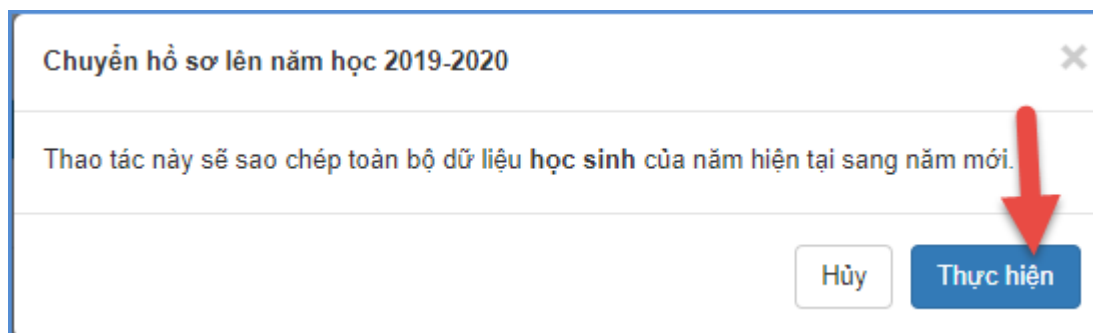 Chuyển hồ sơ lên năm học 2019-2020
Thao tác này sẽ sao chép toàn bộ dữ liệu học sinh của năm hiện tại sang năm mới.
Hủy
Thực hiện